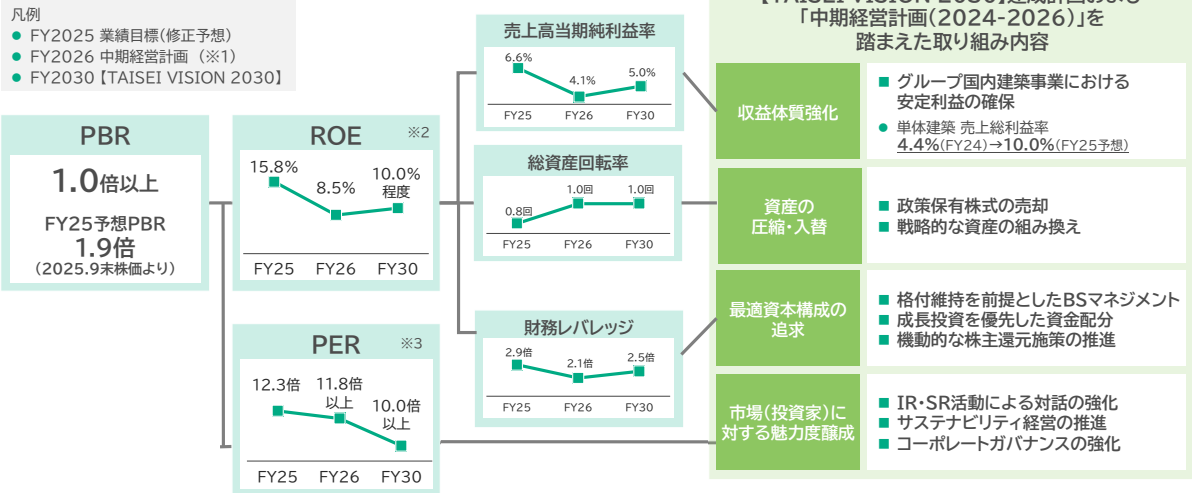 凡例
● FY2025 業績目標(修正予想)
● FY2026 中期経営計画 (※1)
● FY2030 【TAISEI VISION 2030】
PBR
1.0倍以上
FY25予想PBR
1.9倍
(2025.9末株価より)
ROE ※2
15.8%
8.5%
10.0%
程度
FY25 FY26 FY30
PER ※3
12.3倍
11.8倍
以上
10.0倍
以上
FY25 FY26 FY30
売上高当期純利益率
6.6%
4.1%
5.0%
FY25 FY26 FY30
総資産回転率
0.8回
1.0回
1.0回
FY25 FY26 FY30
財務レバレッジ
2.9倍
2.1倍
2.5倍
FY25 FY26 FY30
「中期経営計画(2024-2026)」を
踏まえた取り組み内容
収益体質強化
■ グループ国内建築事業における
安定利益の確保
● 単体建築 売上総利益率
4.4%(FY24)→10.0%(FY25予想)
資産の
圧縮・入替
■ 政策保有株式の売却
■ 戦略的な資産の組み換え
最適資本構成の
追求
■ 格付維持を前提としたBSマネジメント
■ 成長投資を優先した資金配分
■ 機動的な株主還元施策の推進
市場(投資家)に
対する魅力度醸成
■ IR・SR活動による対話の強化
■ サステナビリティ経営の推進
■ コーポレートガバナンスの強化